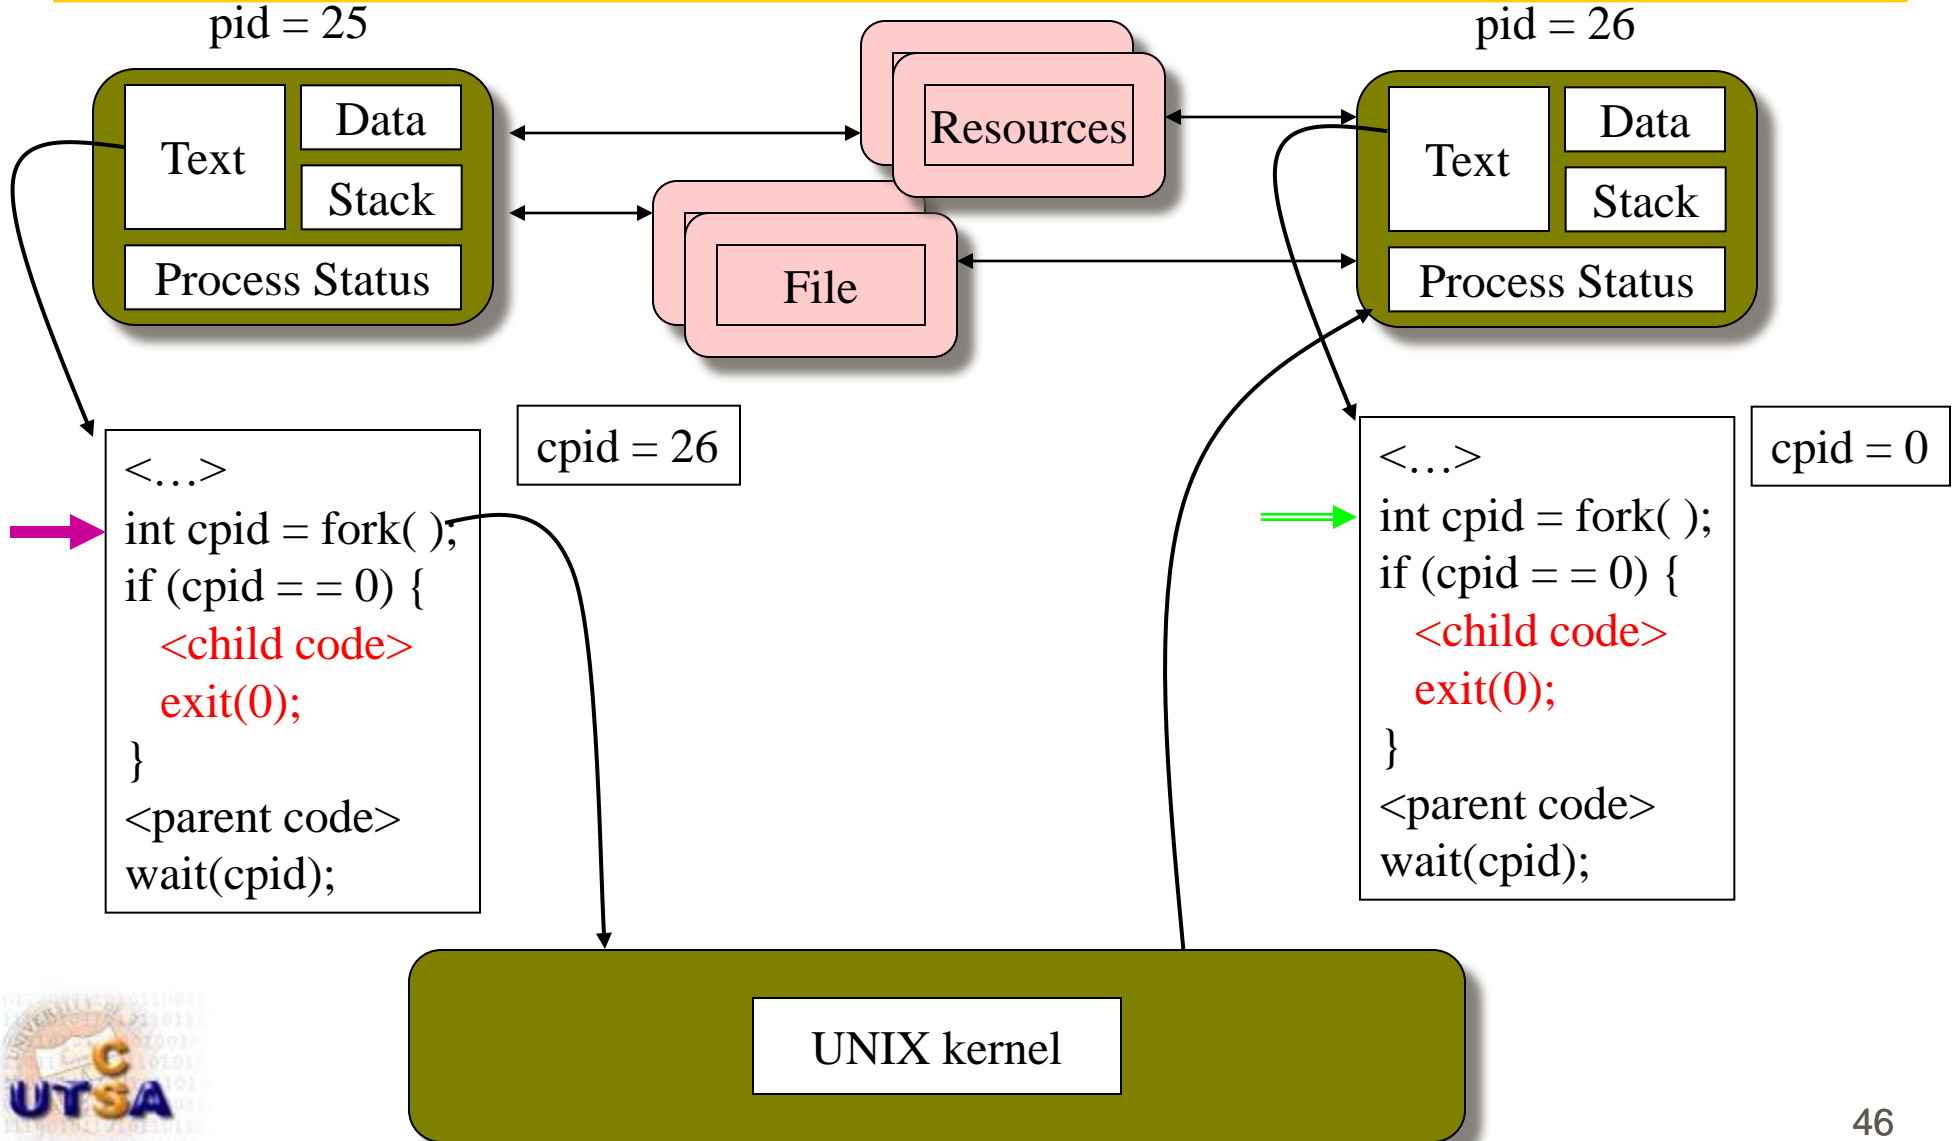 pid = 25
pid = 26
Text
Data
Stack
Process Status
Resources
File
Text
Data
Stack
Process Status
cpid = 26
<…>
int cpid = fork( );
if (cpid = = 0) {
<child code>
exit(0);
}
<parent code>
wait(cpid);
<…>
int cpid = fork( );
if (cpid = = 0) {
<child code>
exit(0);
}
<parent code>
wait(cpid);
cpid = 0
UNIX kernel
C
UTSA
46